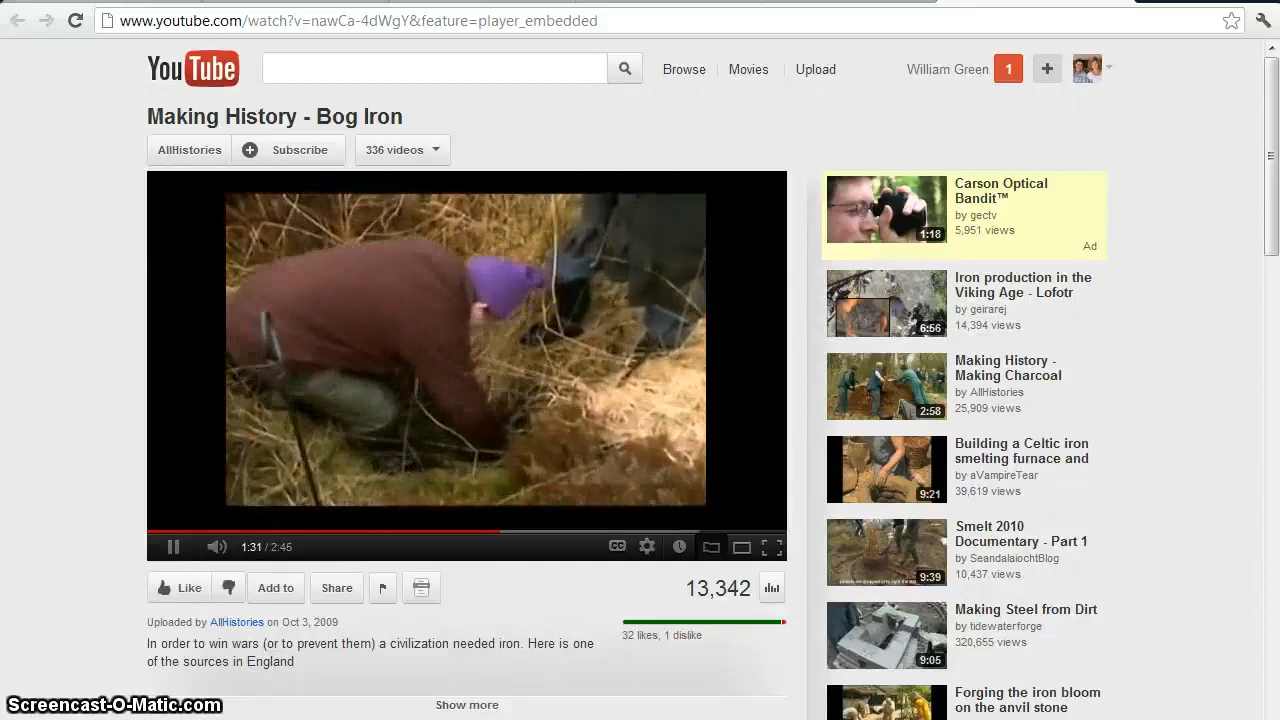 www.youtube.com/watch?v=nawCa-4dWgY&feature=player_embedded
YouTube
Browse
Movies
Upload
William Green
1
Making History - Bog Iron
AllHistories
Subscribe
336 videos
1:31 / 2:45
CC
Like
Add to
Share
13,342
Uploaded by AllHistories on Oct 3, 2009
32 likes, 1 dislike
In order to win wars (or to prevent them) a civilization needed iron. Here is one
of the sources in England
Show more
Carson Optical
Bandit™
by gectv
5,951 views
1:18
Ad
Iron production in the
Viking Age - Lofotr
by geirarej
14,394 views
6:56
Making History -
Making Charcoal
by AllHistories
25,909 views
2:58
Building a Celtic iron
smelting furnace and
by aVampireTear
39,619 views
9:21
Smelt 2010
Documentary - Part 1
by SeandalaiochtBlog
10,437 views
9:39
Making Steel from Dirt
by tidewaterforge
320,655 views
9:05
Forging the iron bloom
on the anvil stone
Screencast-O-Matic.com